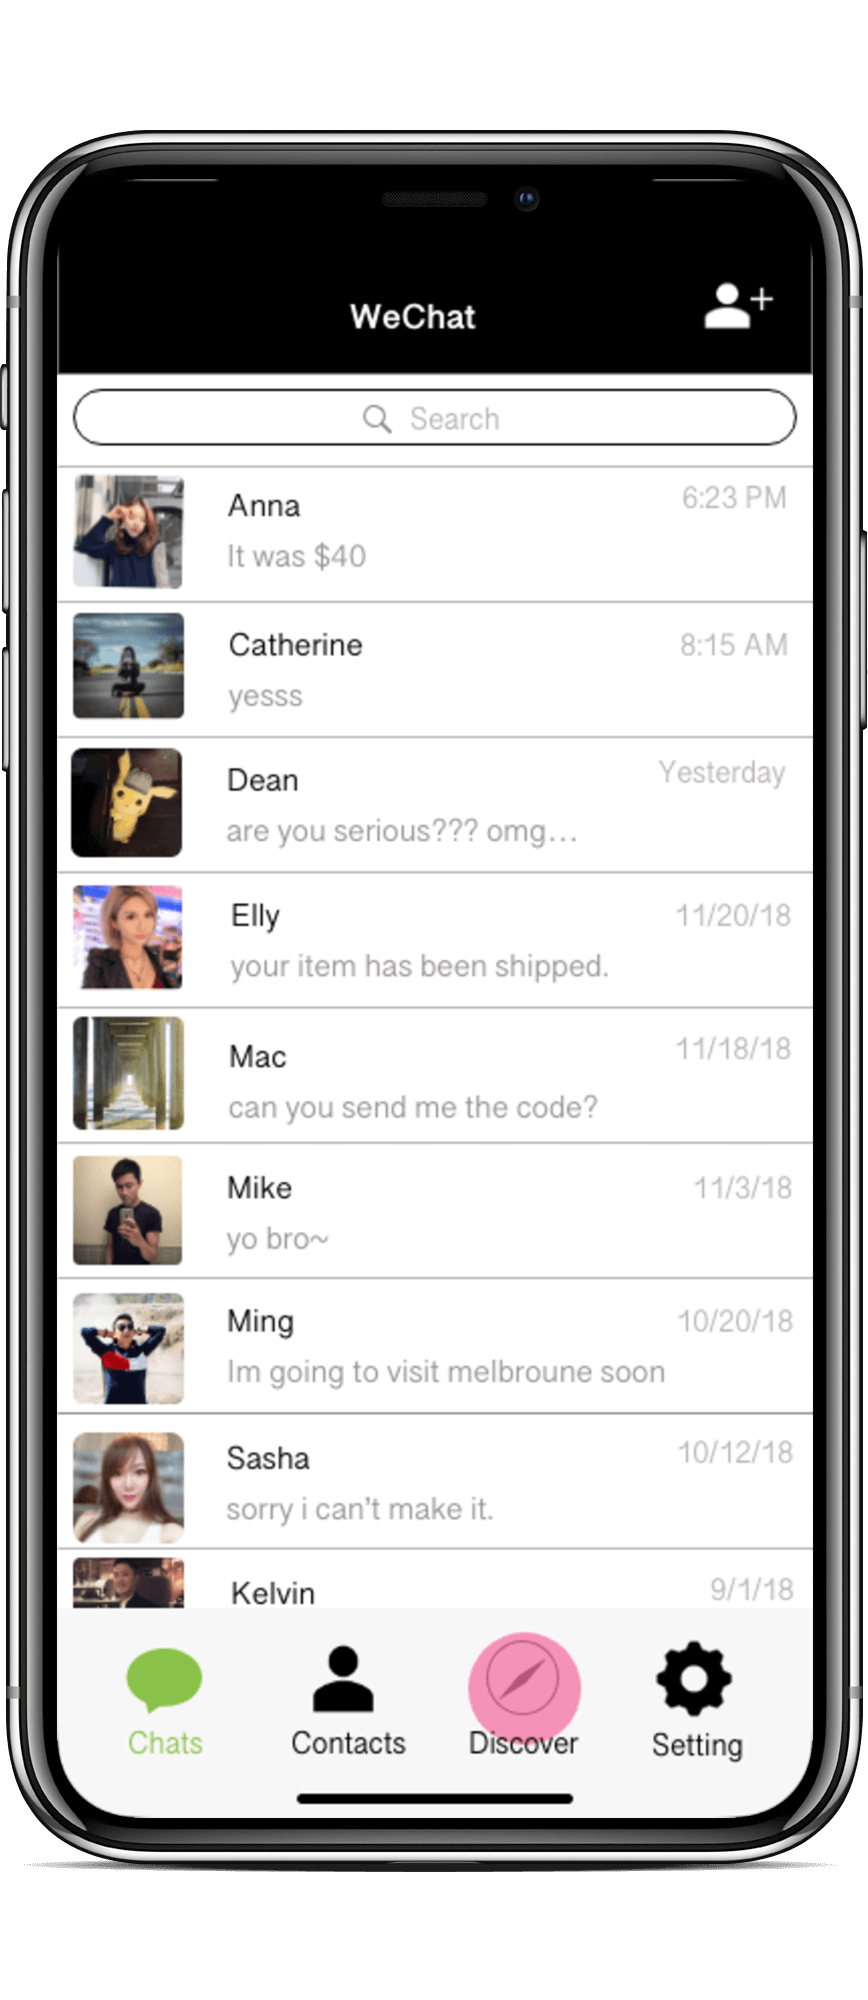 WeChat
Search
Anna 6:23 PM
It was $40
Catherine 8:15 AM
yesss
Dean Yesterday
are you serious??? omg...
Elly 11/20/18
your item has been shipped.
Mac 11/18/18
can you send me the code?
Mike 11/3/18
yo bro~
Ming 10/20/18
Im going to visit melbroune soon
Sasha 10/12/18
sorry i can't make it.
Kelvin 9/1/18
Chats Contacts Discover Setting